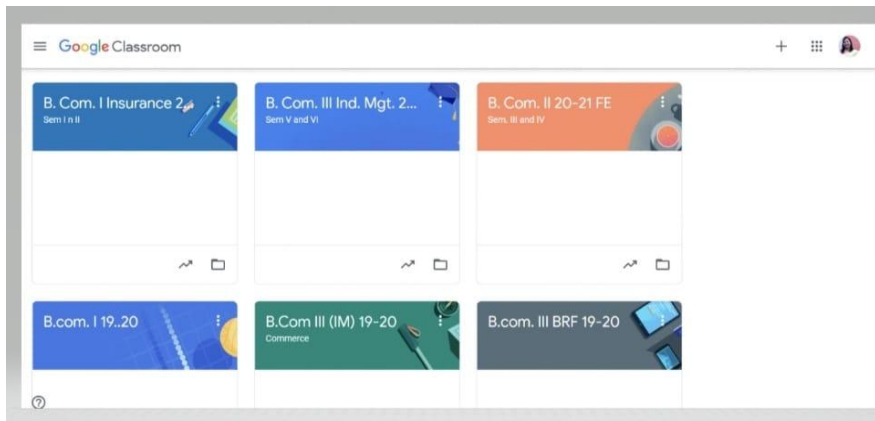 Google Classroom
B. Com. I Insurance 2...
Sem I n II
B. Com. III Ind. Mgt. 2...
Sem V and VI
B. Com. II 20-21 FE
Sem. III and IV
B.com. I 19..20
B.Com III (IM) 19-20
Commerce
B.com. III BRF 19-20